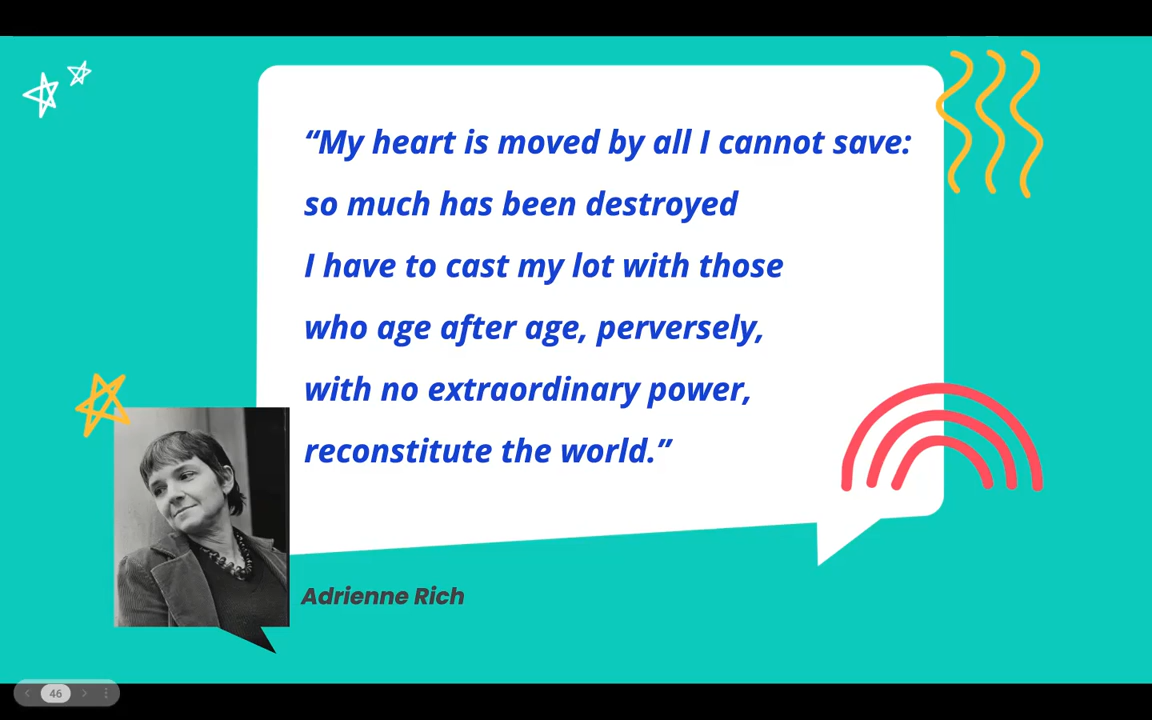 “My heart is moved by all I cannot save:
so much has been destroyed
I have to cast my lot with those
who age after age, perversely,
with no extraordinary power,
reconstitute the world.”
Adrienne Rich
46